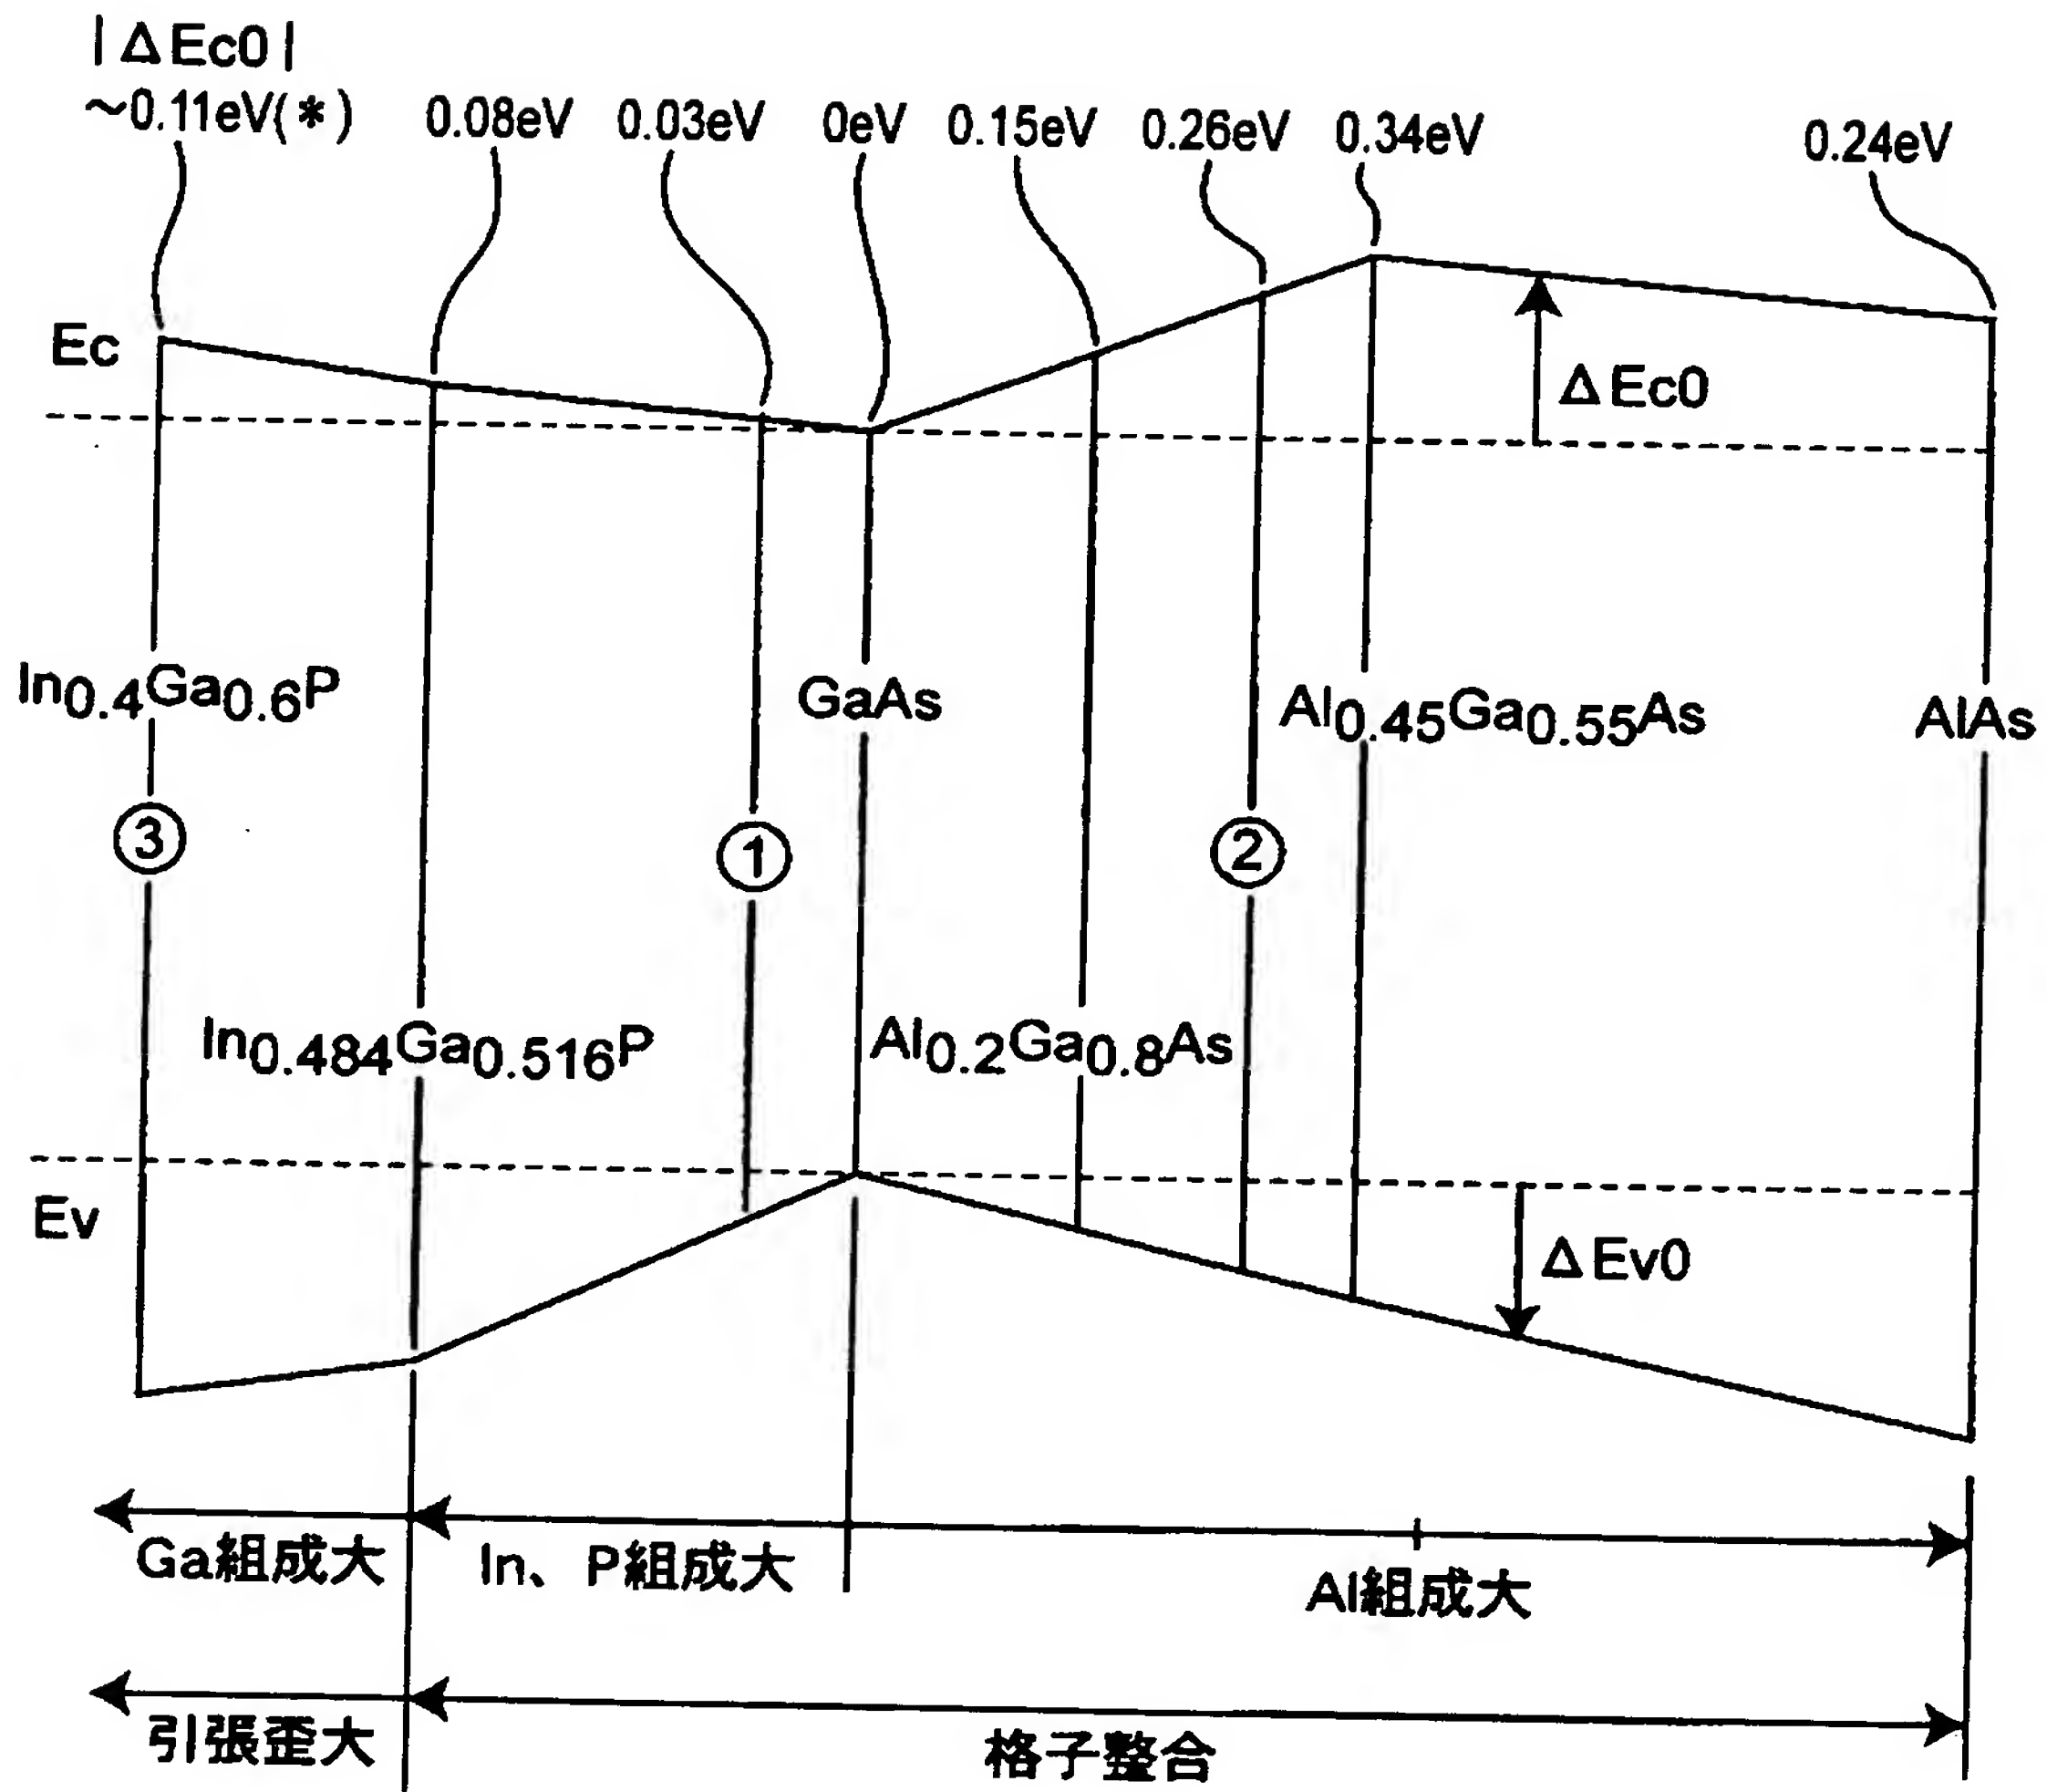 |ΔEc0|
~0.11eV(*) 0.08eV 0.03eV 0eV 0.15eV 0.26eV 0.34eV 0.24eV
Ec
ΔEc0
In0.4Ga0.6P GaAs Al0.45Ga0.55As AlAs
③ ① ②
In0.484Ga0.516P Al0.2Ga0.8As
Ev
ΔEv0
Ga組成大 In、P組成大 Al組成大
引張歪大 格子整合